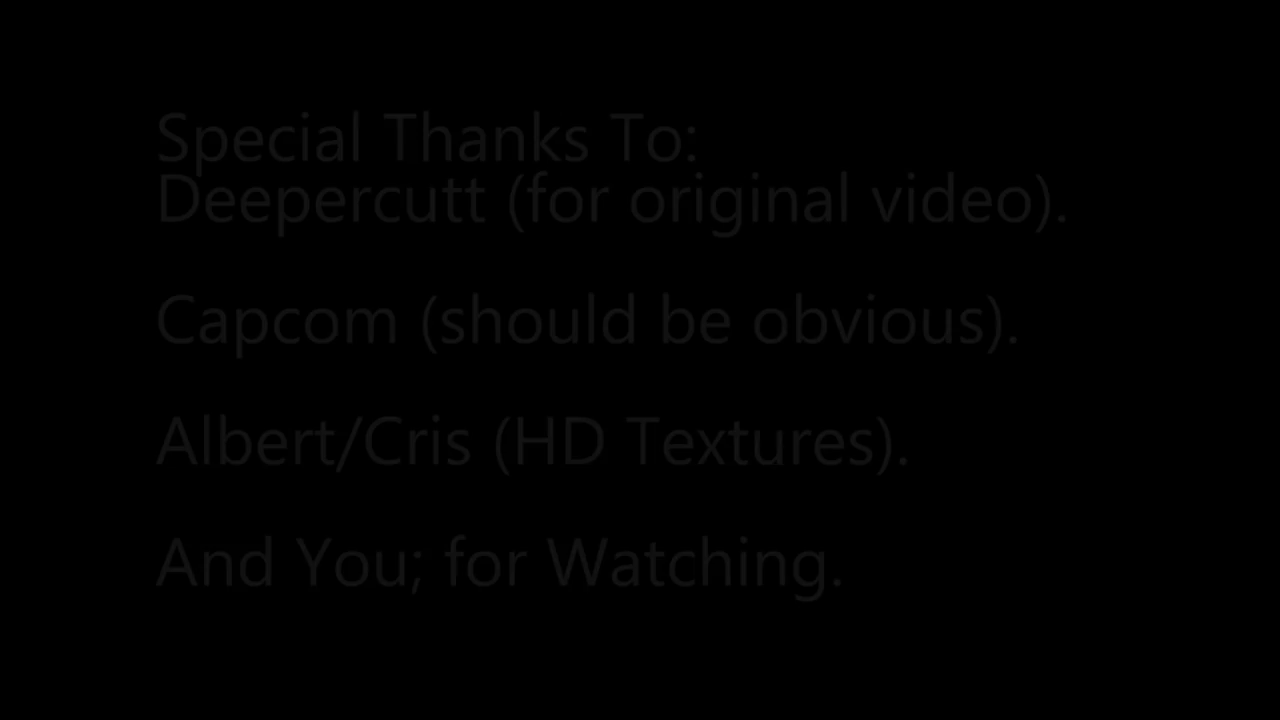 Special Thanks To:
Deepercutt (for original video).
Capcom (should be obvious).
Albert/Cris (HD Textures).
And You; for Watching.